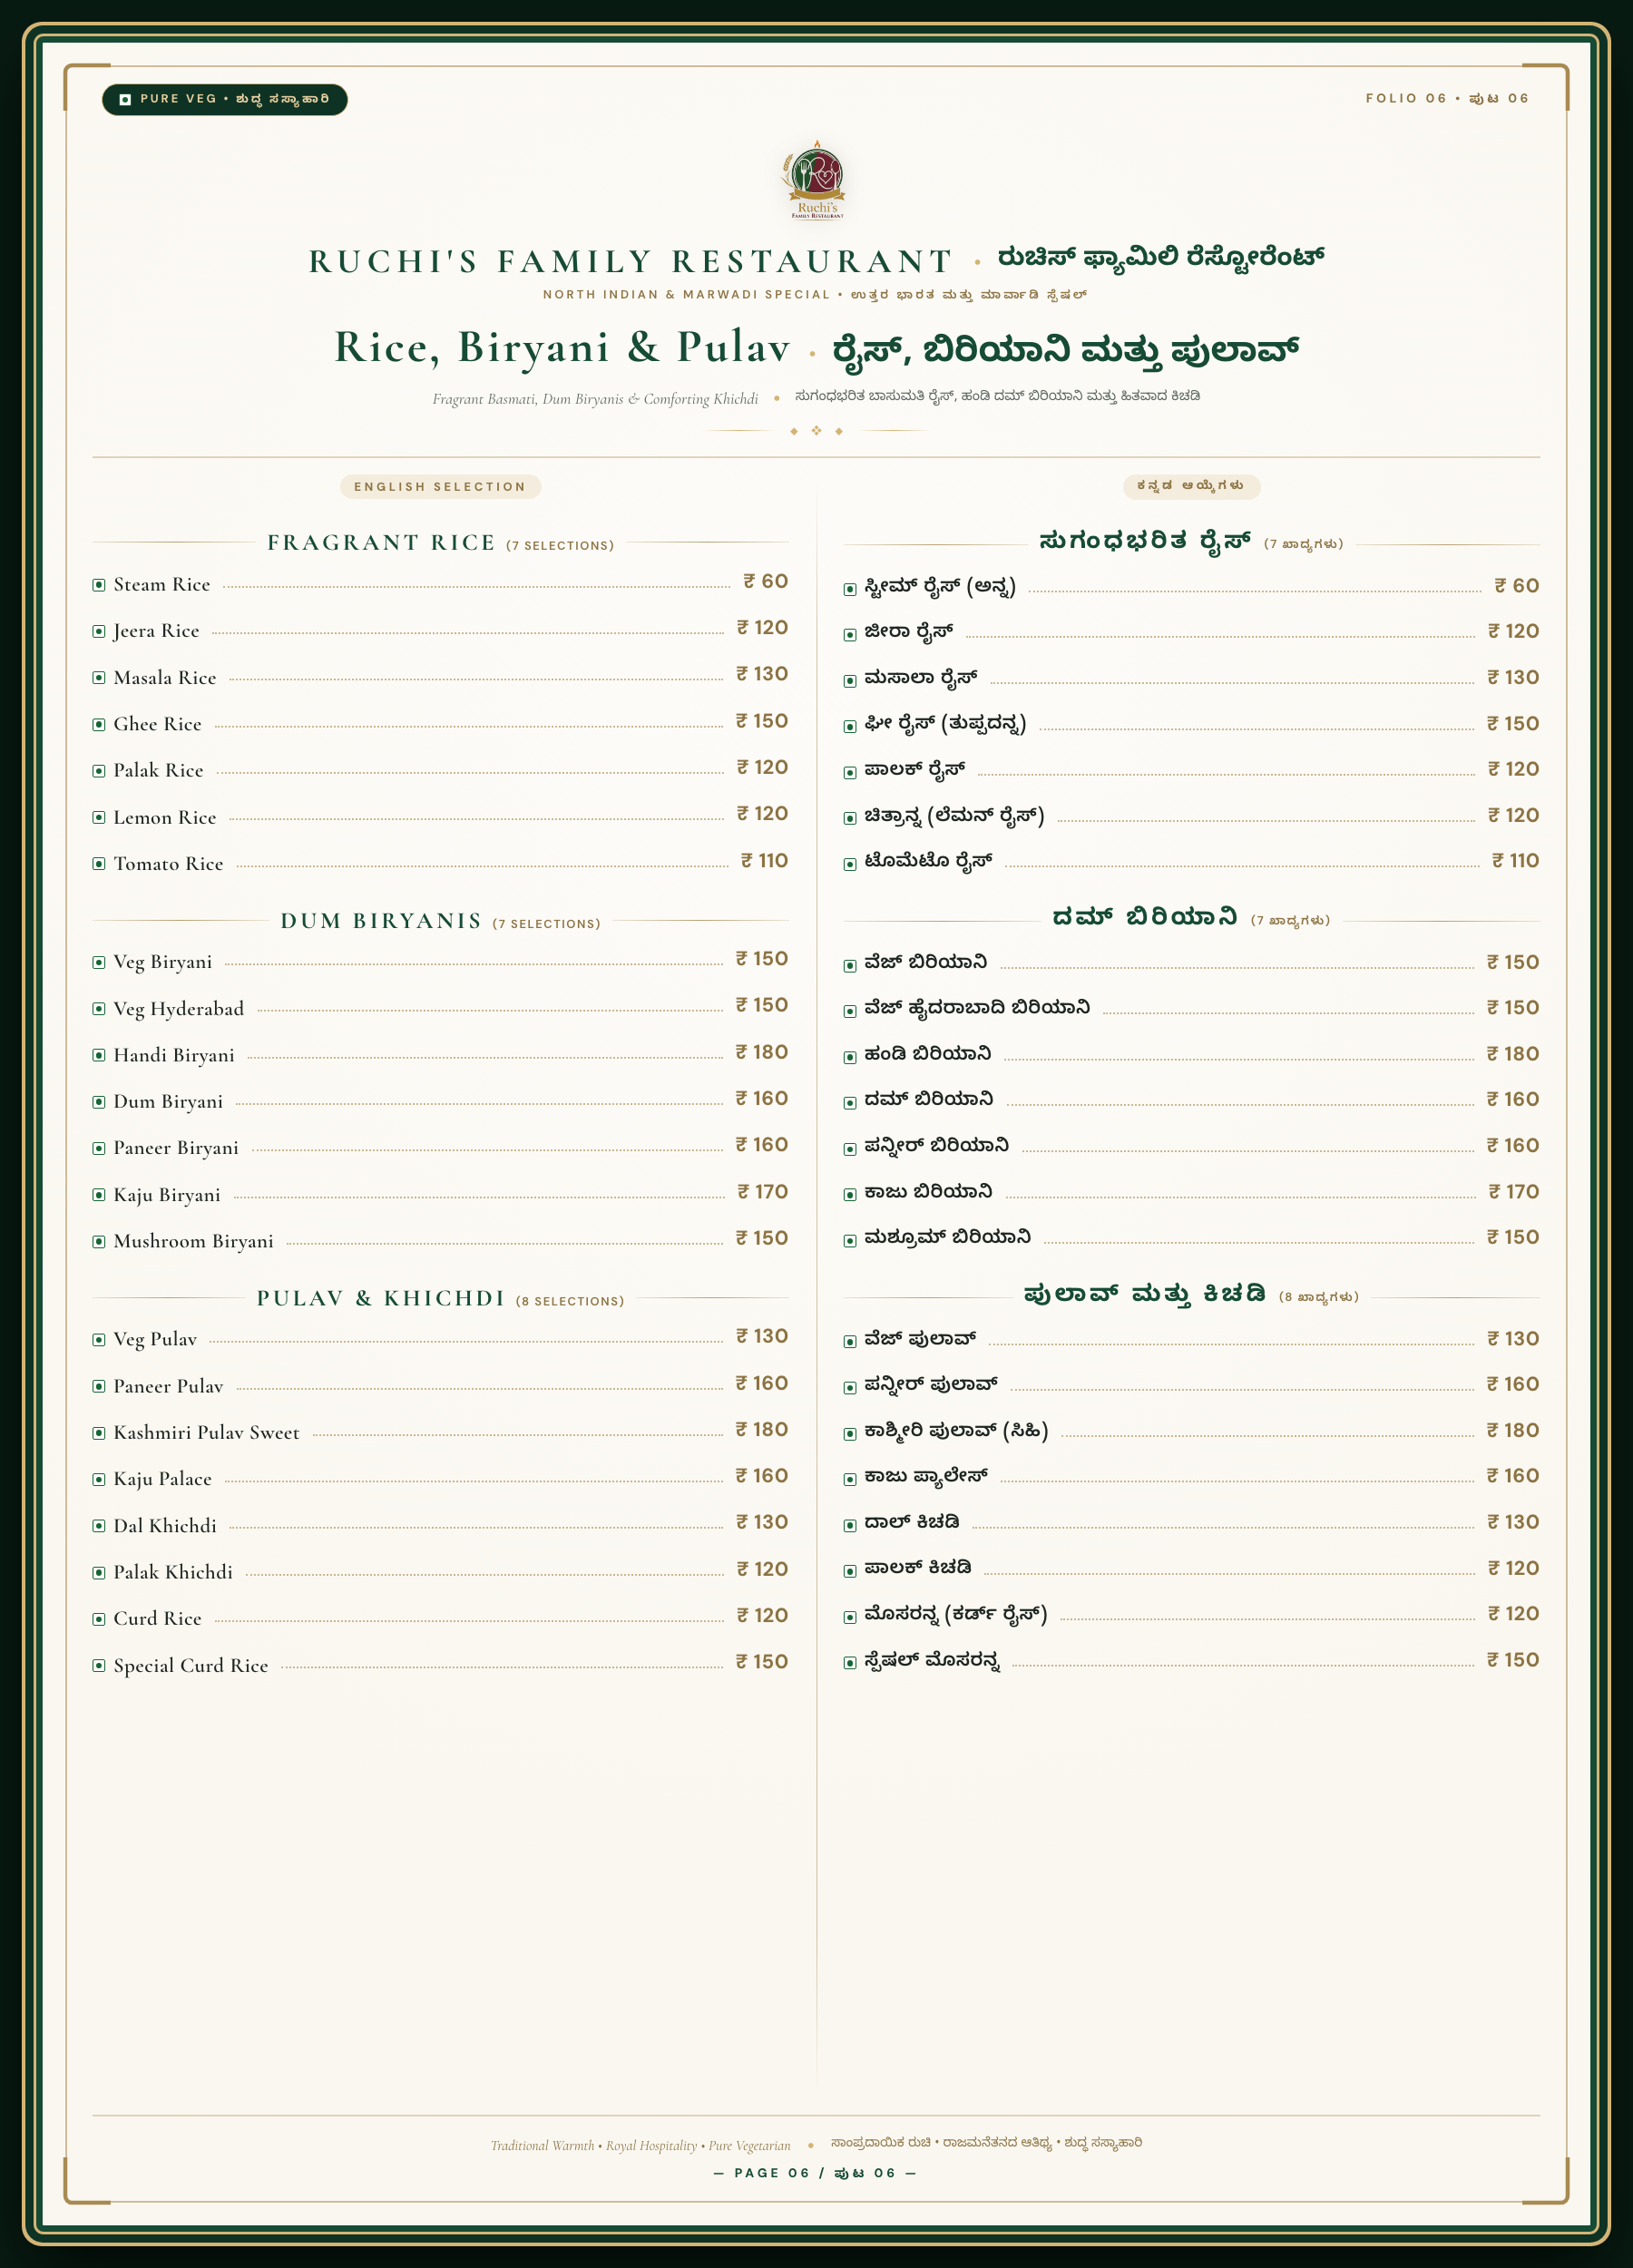 PURE VEG • ಶುದ್ಧ ಸಸ್ಯಾಹಾರಿ
FOLIO 06 • ಪುಟ 06
Ruchi's
FAMILY RESTAURANT
RUCHI'S FAMILY RESTAURANT • ರುಚಿಸ್ ಫ್ಯಾಮಿಲಿ ರೆಸ್ಟೋರೆಂಟ್
NORTH INDIAN & MARWADI SPECIAL • ಉತ್ತರ ಭಾರತ ಮತ್ತು ಮಾರ್ವಾಡಿ ಸ್ಪೆಷಲ್
Rice, Biryani & Pulav • ರೈಸ್, ಬಿರಿಯಾನಿ ಮತ್ತು ಪುಲಾವ್
Fragrant Basmati, Dum Biryanis & Comforting Khichdi • ಸುಗಂಧಭರಿತ ಬಾಸುಮತಿ ರೈಸ್, ಹಂಡಿ ದಮ್ ಬಿರಿಯಾನಿ ಮತ್ತು ಹಿತವಾದ ಕಿಚಡಿ
ENGLISH SELECTION
FRAGRANT RICE (7 SELECTIONS)
Steam Rice ₹ 60
Jeera Rice ₹ 120
Masala Rice ₹ 130
Ghee Rice ₹ 150
Palak Rice ₹ 120
Lemon Rice ₹ 120
Tomato Rice ₹ 110
DUM BIRYANIS (7 SELECTIONS)
Veg Biryani ₹ 150
Veg Hyderabad ₹ 150
Handi Biryani ₹ 180
Dum Biryani ₹ 160
Paneer Biryani ₹ 160
Kaju Biryani ₹ 170
Mushroom Biryani ₹ 150
PULAV & KHICHDI (8 SELECTIONS)
Veg Pulav ₹ 130
Paneer Pulav ₹ 160
Kashmiri Pulav Sweet ₹ 180
Kaju Palace ₹ 160
Dal Khichdi ₹ 130
Palak Khichdi ₹ 120
Curd Rice ₹ 120
Special Curd Rice ₹ 150
ಕನ್ನಡ ಆಯ್ಕೆಗಳು
ಸುಗಂಧಭರಿತ ರೈಸ್ (7 ಖಾದ್ಯಗಳು)
ಸ್ಟೀಮ್ ರೈಸ್ (ಅನ್ನ) ₹ 60
ಜೀರಾ ರೈಸ್ ₹ 120
ಮಸಾಲಾ ರೈಸ್ ₹ 130
ಘೀ ರೈಸ್ (ತುಪ್ಪದನ್ನ) ₹ 150
ಪಾಲಕ್ ರೈಸ್ ₹ 120
ಚಿತ್ರಾನ್ನ (ಲೆಮನ್ ರೈಸ್) ₹ 120
ಟೊಮೆಟೊ ರೈಸ್ ₹ 110
ದಮ್ ಬಿರಿಯಾನಿ (7 ಖಾದ್ಯಗಳು)
ವೆಜ್ ಬಿರಿಯಾನಿ ₹ 150
ವೆಜ್ ಹೈದರಾಬಾದಿ ಬಿರಿಯಾನಿ ₹ 150
ಹಂಡಿ ಬಿರಿಯಾನಿ ₹ 180
ದಮ್ ಬಿರಿಯಾನಿ ₹ 160
ಪನ್ನೀರ್ ಬಿರಿಯಾನಿ ₹ 160
ಕಾಜು ಬಿರಿಯಾನಿ ₹ 170
ಮಶ್ರೂಮ್ ಬಿರಿಯಾನಿ ₹ 150
ಪುಲಾವ್ ಮತ್ತು ಕಿಚಡಿ (8 ಖಾದ್ಯಗಳು)
ವೆಜ್ ಪುಲಾವ್ ₹ 130
ಪನ್ನೀರ್ ಪುಲಾವ್ ₹ 160
ಕಾಶ್ಮೀರಿ ಪುಲಾವ್ (ಸಿಹಿ) ₹ 180
ಕಾಜು ಪ್ಯಾಲೇಸ್ ₹ 160
ದಾಲ್ ಕಿಚಡಿ ₹ 130
ಪಾಲಕ್ ಕಿಚಡಿ ₹ 120
ಮೊಸರನ್ನ (ಕರ್ಡ್ ರೈಸ್) ₹ 120
ಸ್ಪೆಷಲ್ ಮೊಸರನ್ನ ₹ 150
Traditional Warmth • Royal Hospitality • Pure Vegetarian • ಸಾಂಪ್ರದಾಯಿಕ ರುಚಿ • ರಾಜಮನೆತನದ ಆತಿಥ್ಯ • ಶುದ್ಧ ಸಸ್ಯಾಹಾರಿ
— PAGE 06 / ಪುಟ 06 —